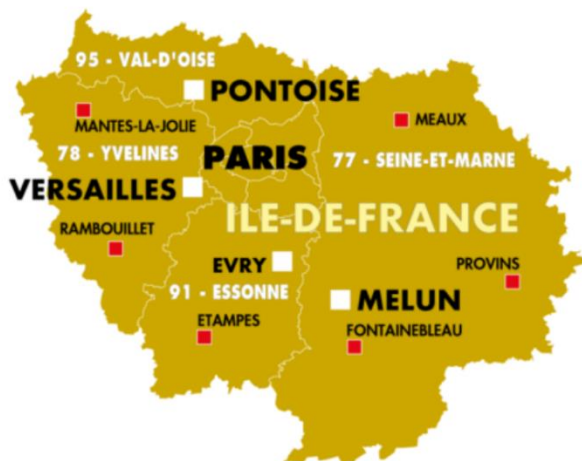 95 - VAL-D'OISE
PONTOISE
MANTES-LA-JOLIE
MEAUX
78 - YVELINES
PARIS
77 - SEINE-ET-MARNE
VERSAILLES
ILE-DE-FRANCE
RAMBOUILLET
EVRY
PROVINS
91 - ESSONNE
MELUN
ETAMPES
FONTAINEBLEAU